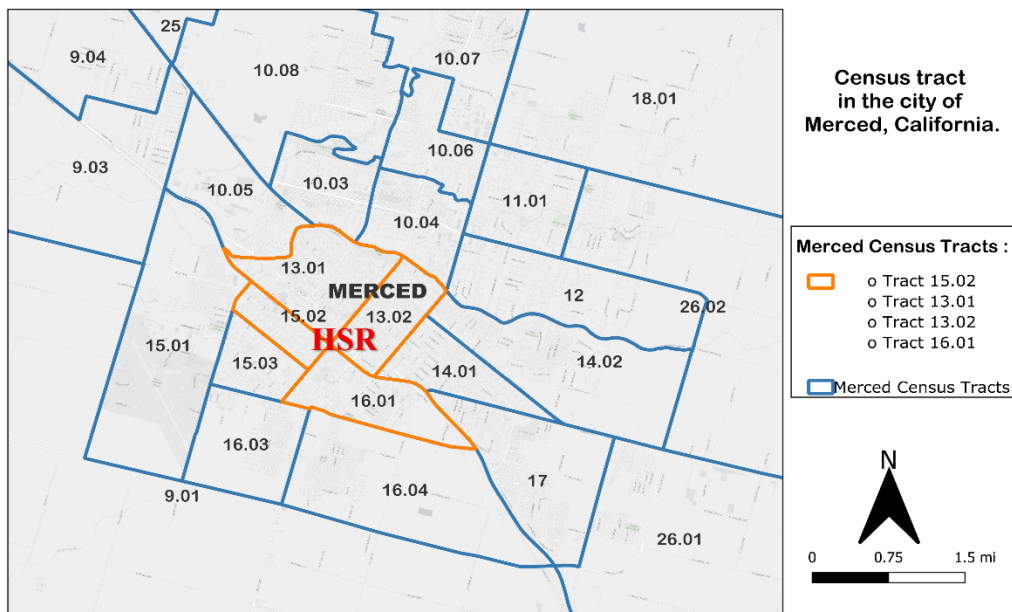 25
9.04
10.07
10.08
18.01
10.06
9.03
10.03
10.05
11.01
10.04
13.01
MERCED
12
26.02
15.02
13.02
HSR
15.01
14.02
15.03
14.01
16.01
16.03
17
16.04
9.01
26.01
Census tract
in the city of
Merced, California.
Merced Census Tracts :
o Tract 15.02
o Tract 13.01
o Tract 13.02
o Tract 16.01
Merced Census Tracts
N
0 0.75 1.5 mi